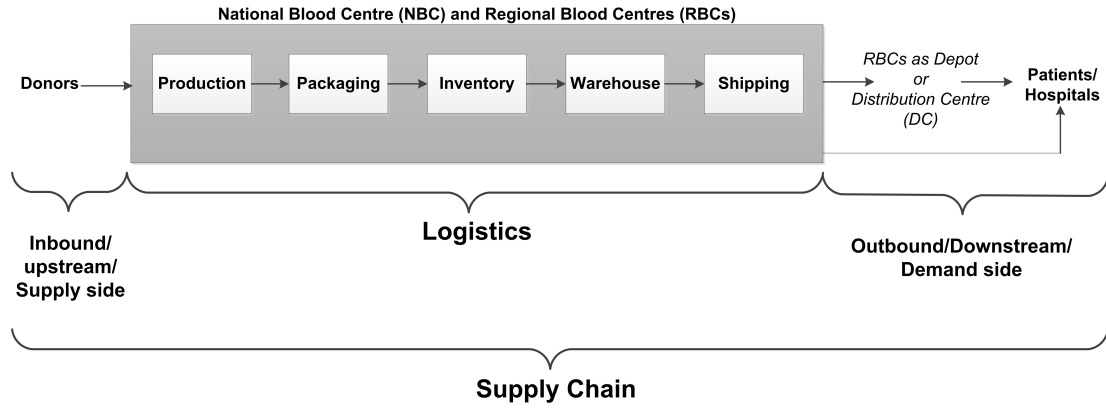 National Blood Centre (NBC) and Regional Blood Centres (RBCs)
Donors
Production
Packaging
Inventory
Warehouse
Shipping
RBCs as Depot
or
Distribution Centre
(DC)
Patients/
Hospitals
Inbound/
upstream/
Supply side
Logistics
Outbound/Downstream/
Demand side
Supply Chain